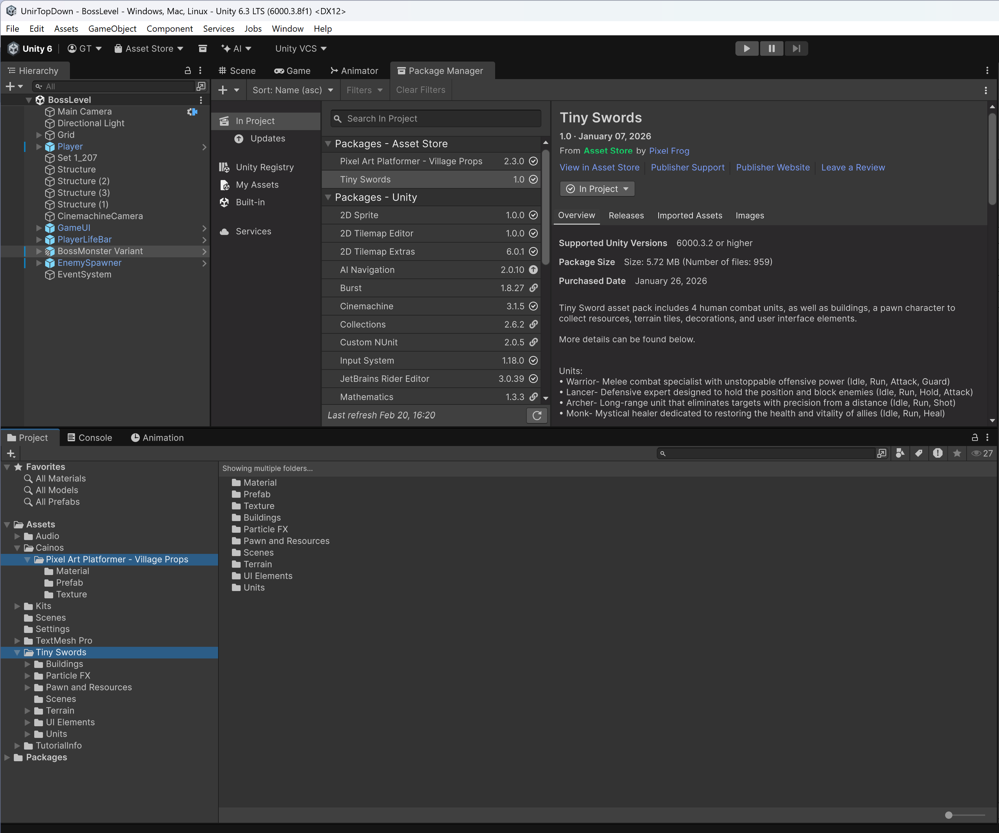 UnirTopDown - BossLevel - Windows, Mac, Linux - Unity 6.3 LTS (6000.3.8f1) <DX12>
File Edit Assets GameObject Component Services Jobs Window Help
Unity 6 GT Asset Store AI Unity VCS
Hierarchy
All
BossLevel
Main Camera
Directional Light
Grid
Player
Set 1_207
Structure
Structure (2)
Structure (3)
Structure (1)
CinemachineCamera
GameUI
PlayerLifeBar
BossMonster Variant
EnemySpawner
EventSystem
Scene Game Animator Package Manager
Sort: Name (asc) Filters Clear Filters
In Project
Updates
Unity Registry
My Assets
Built-in
Services
Search In Project
Packages - Asset Store
Pixel Art Platformer - Village Props 2.3.0
Tiny Swords 1.0
Packages - Unity
2D Sprite 1.0.0
2D Tilemap Editor 1.0.0
2D Tilemap Extras 6.0.1
AI Navigation 2.0.10
Burst 1.8.27
Cinemachine 3.1.5
Collections 2.6.2
Custom NUnit 2.0.5
Input System 1.18.0
JetBrains Rider Editor 3.0.39
Mathematics 1.3.3
Last refresh Feb 20, 16:20
Tiny Swords
1.0 · January 07, 2026
From Asset Store by Pixel Frog
View in Asset Store Publisher Support Publisher Website Leave a Review
In Project
Overview Releases Imported Assets Images
Supported Unity Versions 6000.3.2 or higher
Package Size Size: 5.72 MB (Number of files: 959)
Purchased Date January 26, 2026
Tiny Sword asset pack includes 4 human combat units, as well as buildings, a pawn character to
collect resources, terrain tiles, decorations, and user interface elements.
More details can be found below.
Units:
• Warrior- Melee combat specialist with unstoppable offensive power (Idle, Run, Attack, Guard)
• Lancer- Defensive expert designed to hold the position and block enemies (Idle, Run, Hold, Attack)
• Archer- Long-range unit that eliminates targets with precision from a distance (Idle, Run, Shot)
• Monk- Mystical healer dedicated to restoring the health and vitality of allies (Idle, Run, Heal)
Project Console Animation
27
Favorites
All Materials
All Models
All Prefabs
Assets
Audio
Cainos
Pixel Art Platformer - Village Props
Material
Prefab
Texture
Kits
Scenes
Settings
TextMesh Pro
Tiny Swords
Buildings
Particle FX
Pawn and Resources
Scenes
Terrain
UI Elements
Units
TutorialInfo
Packages
Showing multiple folders...
Material
Prefab
Texture
Buildings
Particle FX
Pawn and Resources
Scenes
Terrain
UI Elements
Units